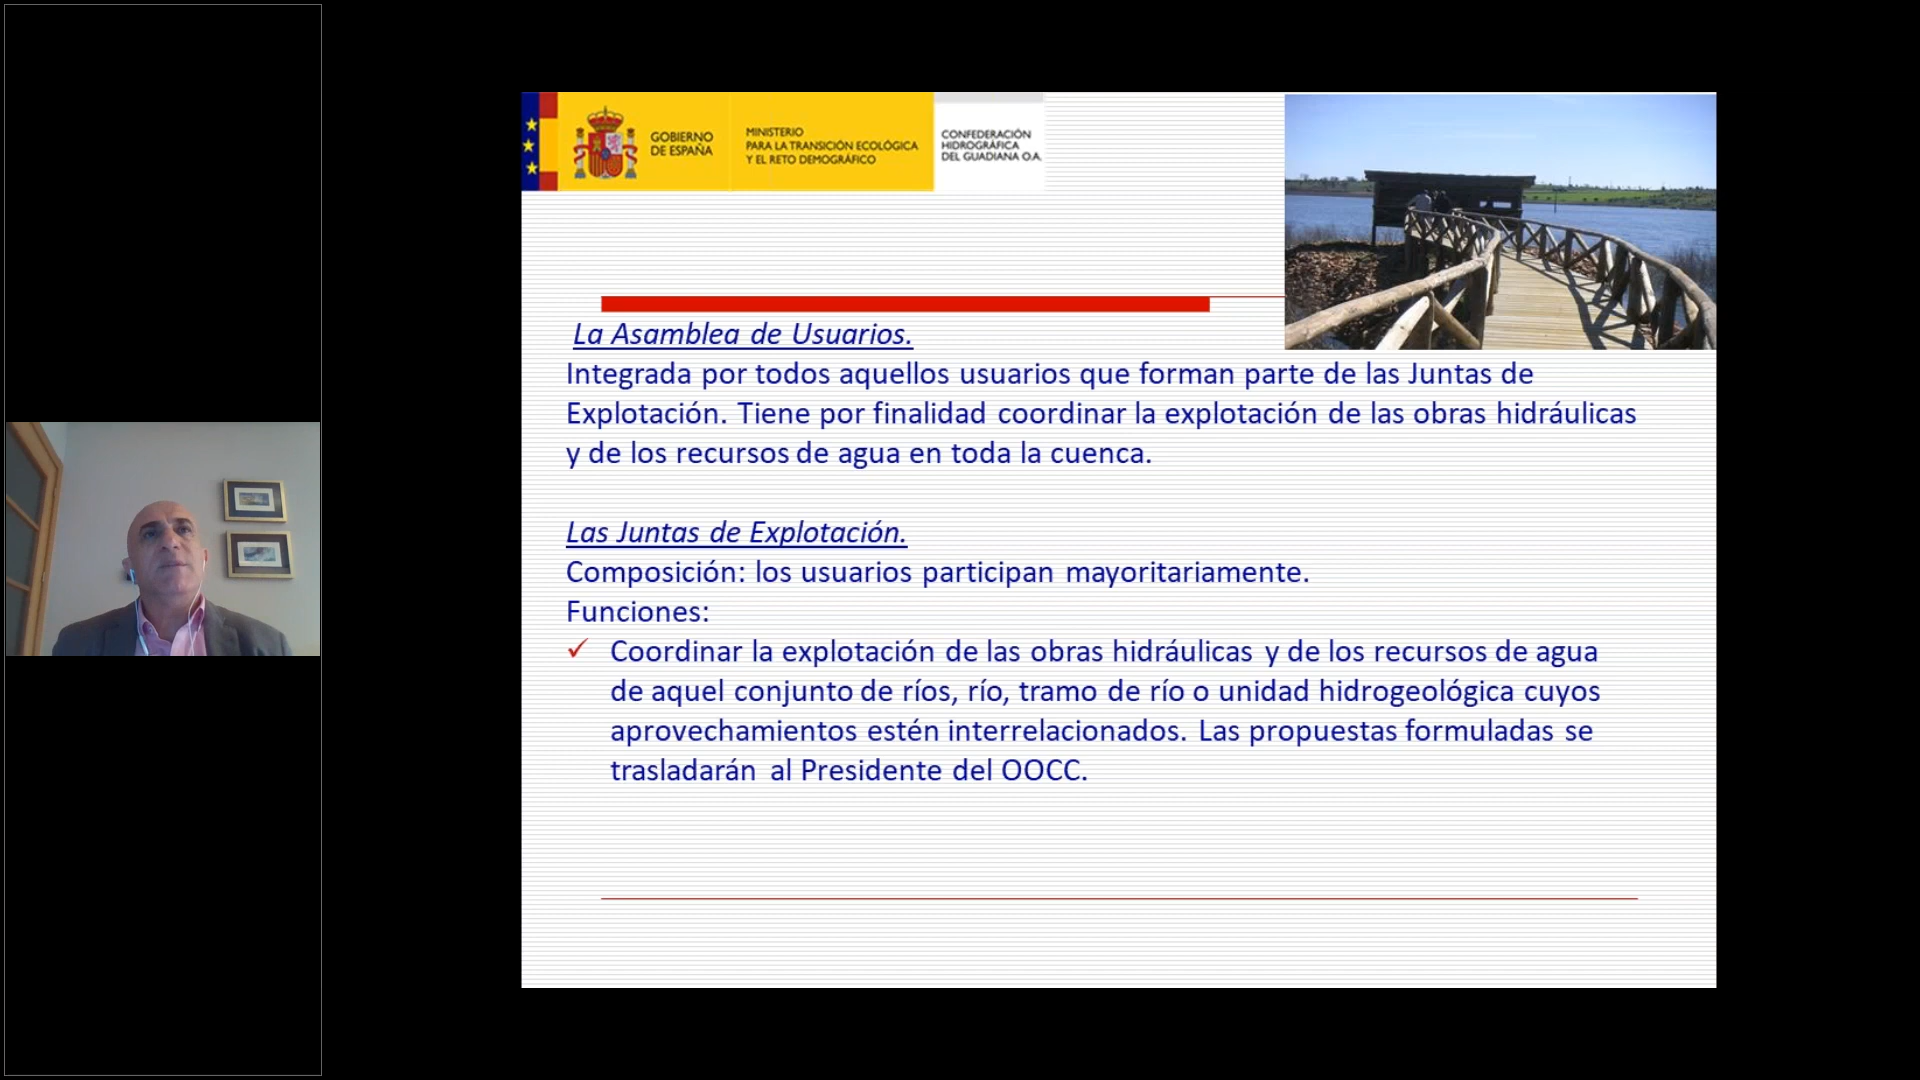 GOBIERNO
DE ESPAÑA
MINISTERIO
PARA LA TRANSICIÓN ECOLÓGICA
Y EL RETO DEMOGRÁFICO
CONFEDERACIÓN
HIDROGRÁFICA
DEL GUADIANA O.A.
La Asamblea de Usuarios.
Integrada por todos aquellos usuarios que forman parte de las Juntas de
Explotación. Tiene por finalidad coordinar la explotación de las obras hidráulicas
y de los recursos de agua en toda la cuenca.
Las Juntas de Explotación.
Composición: los usuarios participan mayoritariamente.
Funciones:
✓ Coordinar la explotación de las obras hidráulicas y de los recursos de agua
de aquel conjunto de ríos, río, tramo de río o unidad hidrogeológica cuyos
aprovechamientos estén interrelacionados. Las propuestas formuladas se
trasladarán al Presidente del OOCC.